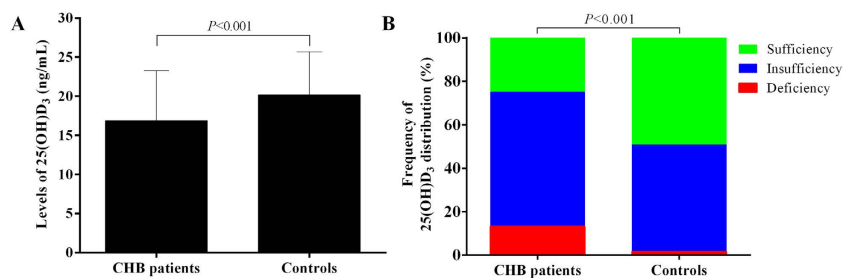 A
P<0.001
Levels of 25(OH)D3 (ng/mL)
30
25
20
15
10
5
0
CHB patients
Controls
B
P<0.001
Frequency of
25(OH)D3 distribution (%)
100
80
60
40
20
0
CHB patients
Controls
Sufficiency
Insufficiency
Deficiency